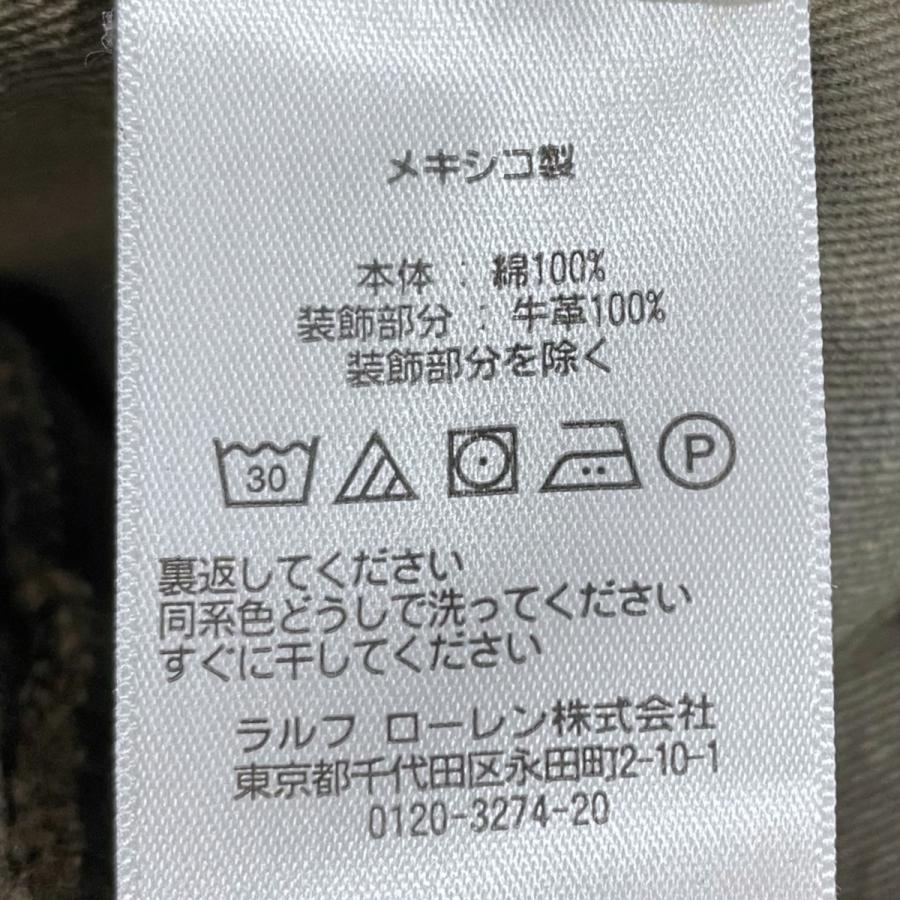 メキシコ製
本体 : 綿100%
装飾部分 : 牛革100%
装飾部分を除く
30 P
裏返してください
同系色どうしで洗ってください
すぐに干してください
ラルフ ローレン株式会社
東京都千代田区永田町2-10-1
0120-3274-20